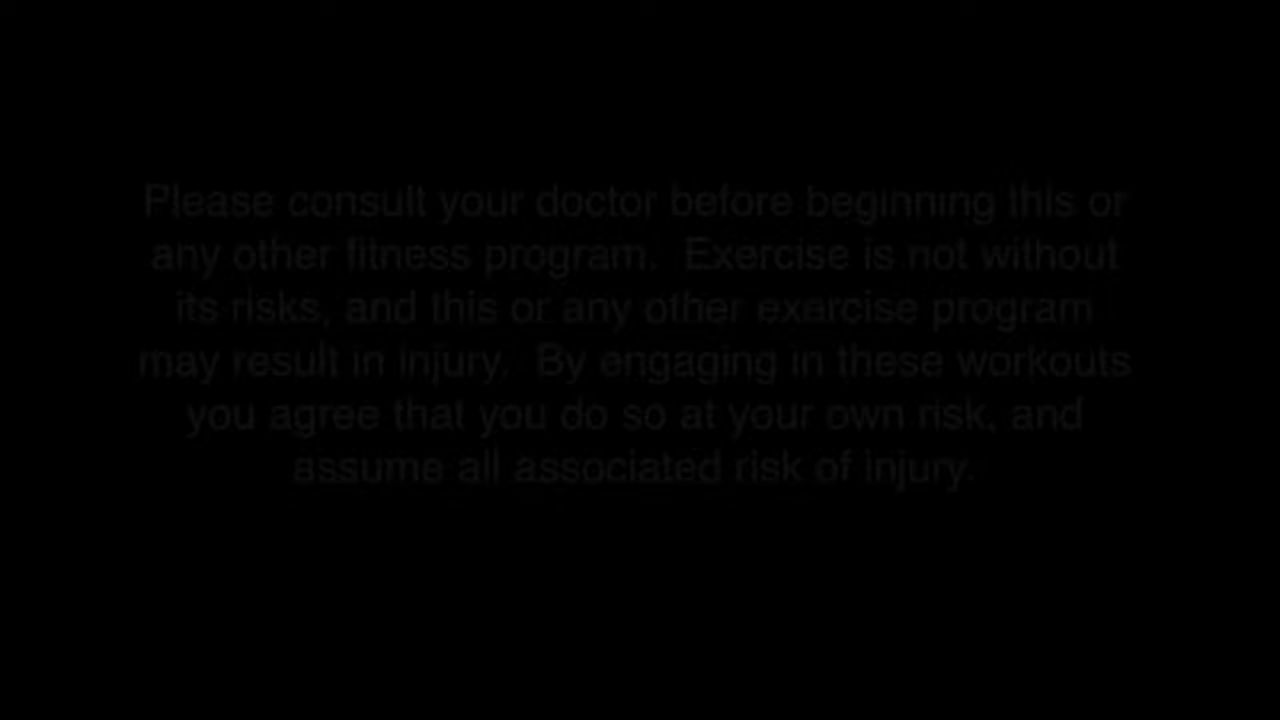 Please consult your doctor before beginning this or
any other fitness program.  Exercise is not without
its risks, and this or any other exercise program
may result in injury.  By engaging in these workouts
you agree that you do so at your own risk, and
assume all associated risk of injury.